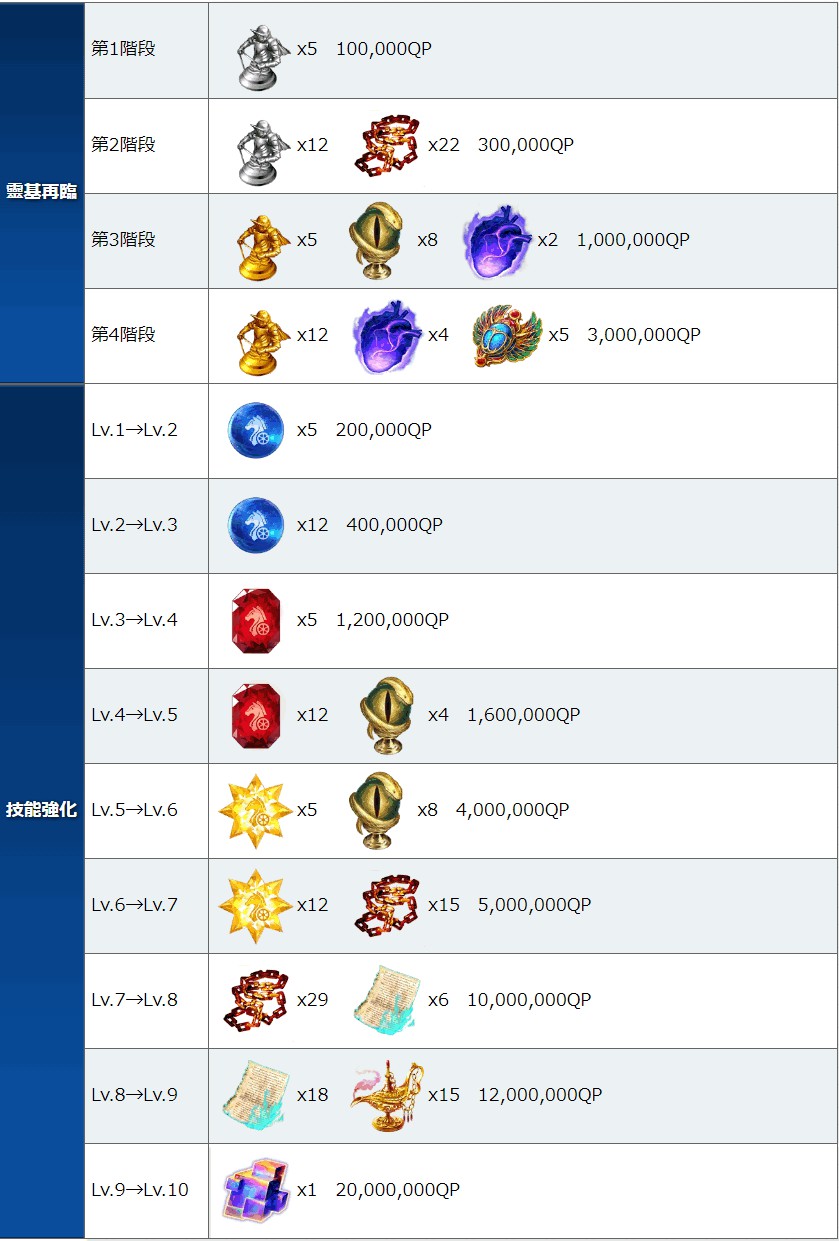 靈基再臨
第1階段 x5 100,000QP
第2階段 x12 x22 300,000QP
第3階段 x5 x8 x2 1,000,000QP
第4階段 x12 x4 x5 3,000,000QP
技能強化
Lv.1→Lv.2 x5 200,000QP
Lv.2→Lv.3 x12 400,000QP
Lv.3→Lv.4 x5 1,200,000QP
Lv.4→Lv.5 x12 x4 1,600,000QP
Lv.5→Lv.6 x5 x8 4,000,000QP
Lv.6→Lv.7 x12 x15 5,000,000QP
Lv.7→Lv.8 x29 x6 10,000,000QP
Lv.8→Lv.9 x18 x15 12,000,000QP
Lv.9→Lv.10 x1 20,000,000QP